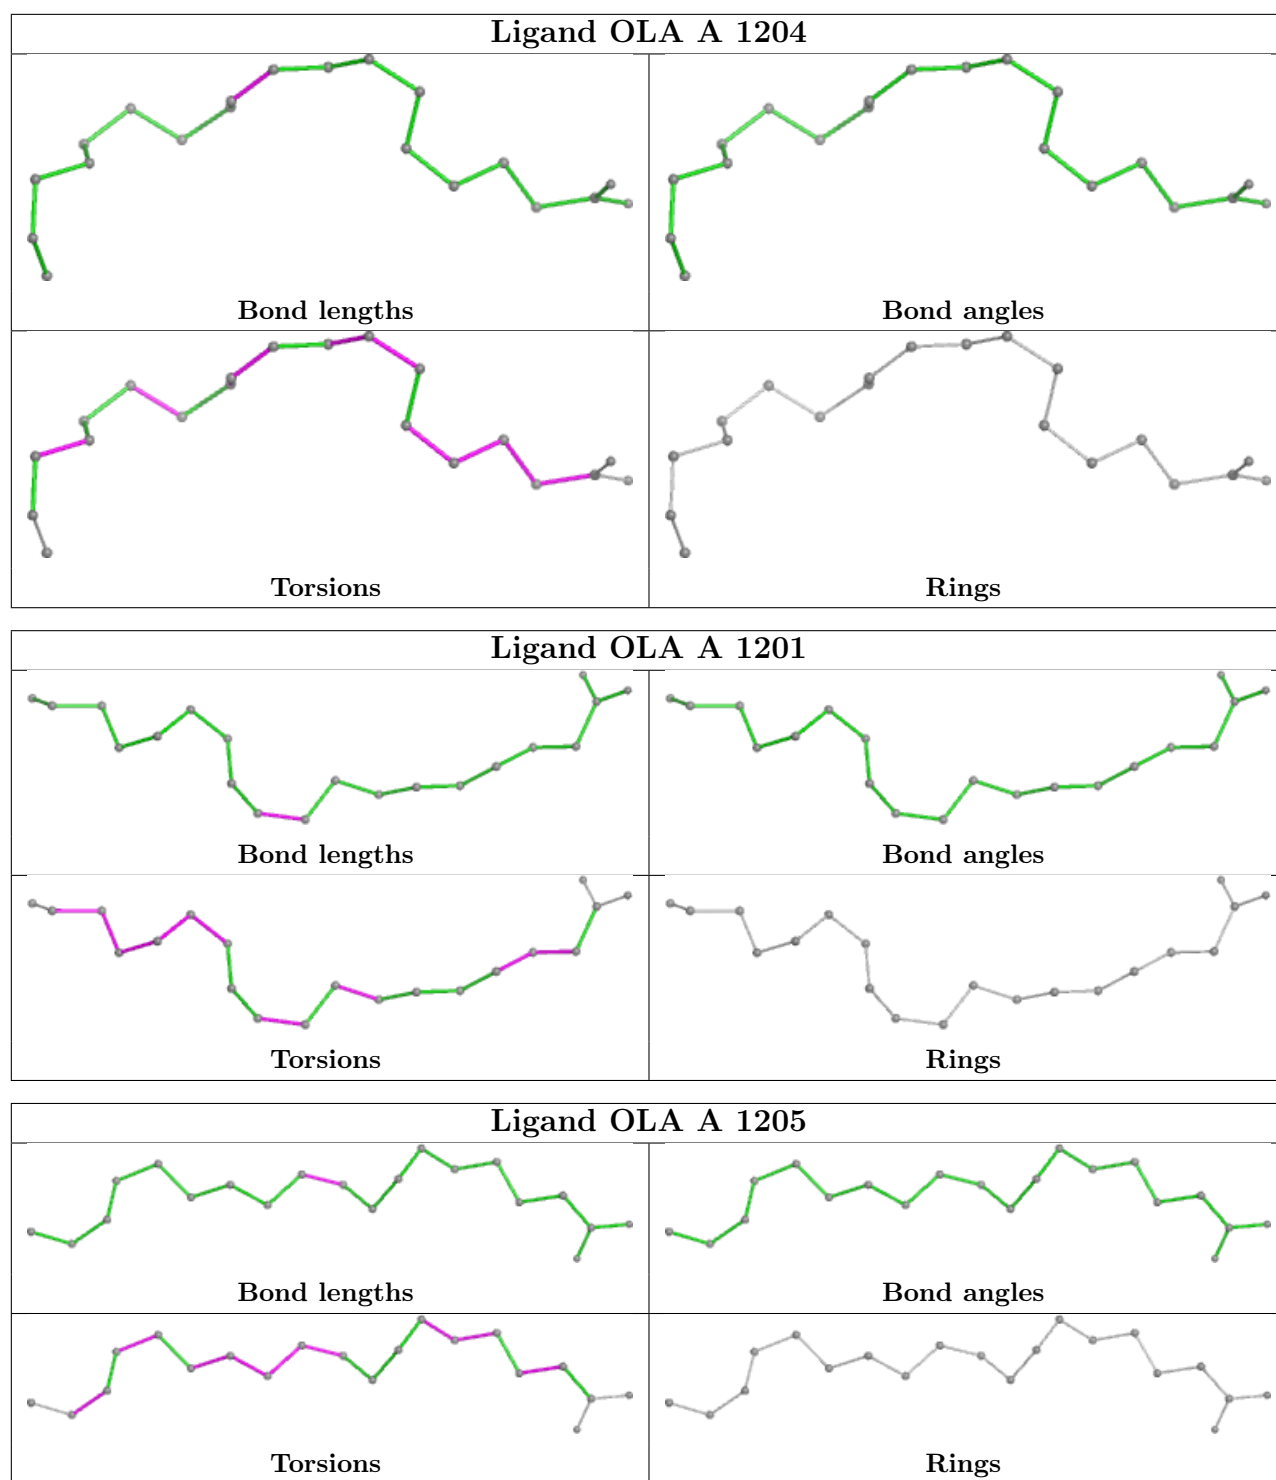 Ligand OLA A 1204
Bond lengths
Bond angles
Torsions
Rings
Ligand OLA A 1201
Bond lengths
Bond angles
Torsions
Rings
Ligand OLA A 1205
Bond lengths
Bond angles
Torsions
Rings